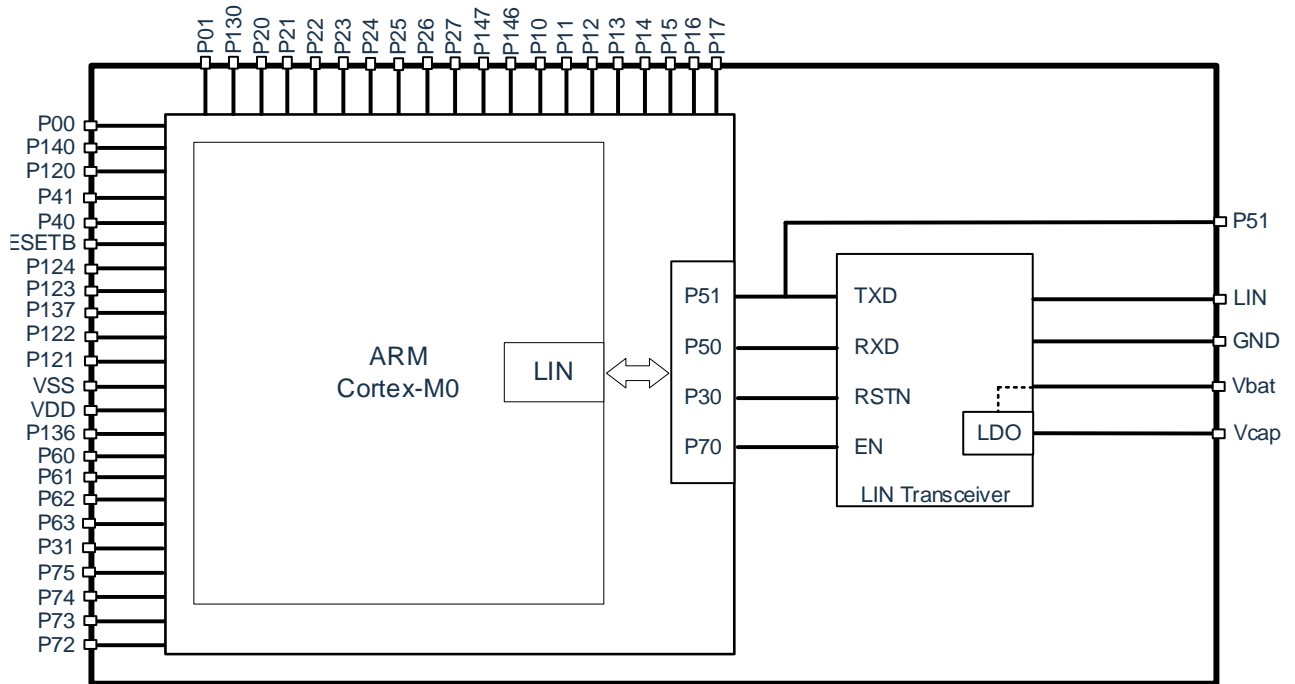 P01
P130
P20
P21
P22
P23
P24
P25
P26
P27
P147
P146
P10
P11
P12
P13
P14
P15
P16
P17
P00
P140
P120
P41
P40
ESETB
P124
P123
P137
P122
P121
VSS
VDD
P136
P60
P61
P62
P63
P31
P75
P74
P73
P72
ARM
Cortex-M0
LIN
P51
P50
P30
P70
TXD
RXD
RSTN
EN
LDO
LIN Transceiver
P51
LIN
GND
Vbat
Vcap